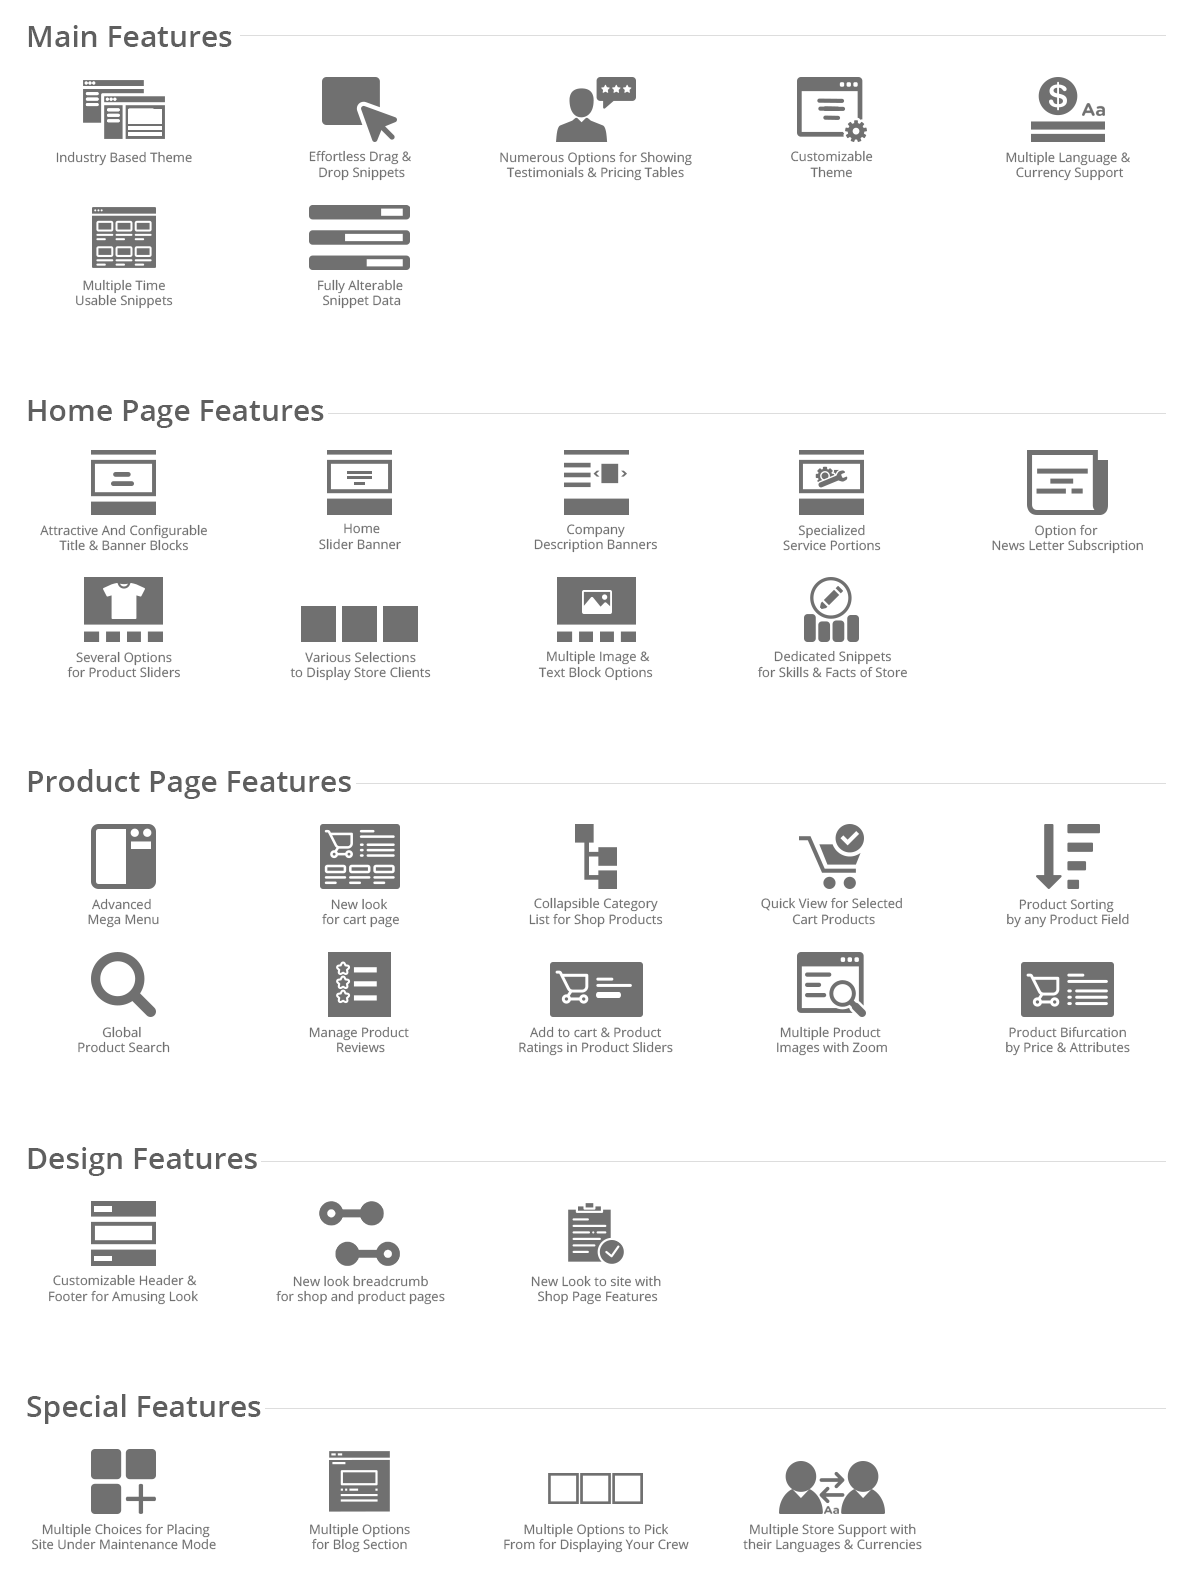 Main Features
Industry Based Theme
Effortless Drag &
Drop Snippets
Numerous Options for Showing
Testimonials & Pricing Tables
Customizable
Theme
$
Aa
Multiple Language &
Currency Support
Multiple Time
Usable Snippets
Fully Alterable
Snippet Data
Home Page Features
Attractive And Configurable
Title & Banner Blocks
Home
Slider Banner
Company
Description Banners
Specialized
Service Portions
Option for
News Letter Subscription
Several Options
for Product Sliders
Various Selections
to Display Store Clients
Multiple Image &
Text Block Options
Dedicated Snippets
for Skills & Facts of Store
Product Page Features
Advanced
Mega Menu
New look
for cart page
Collapsible Category
List for Shop Products
Quick View for Selected
Cart Products
Product Sorting
by any Product Field
Global
Product Search
Manage Product
Reviews
Add to cart & Product
Ratings in Product Sliders
Multiple Product
Images with Zoom
Product Bifurcation
by Price & Attributes
Design Features
Customizable Header &
Footer for Amusing Look
New look breadcrumb
for shop and product pages
New Look to site with
Shop Page Features
Special Features
Multiple Choices for Placing
Site Under Maintenance Mode
Multiple Options
for Blog Section
Multiple Options to Pick
From for Displaying Your Crew
Aa
Multiple Store Support with
their Languages & Currencies